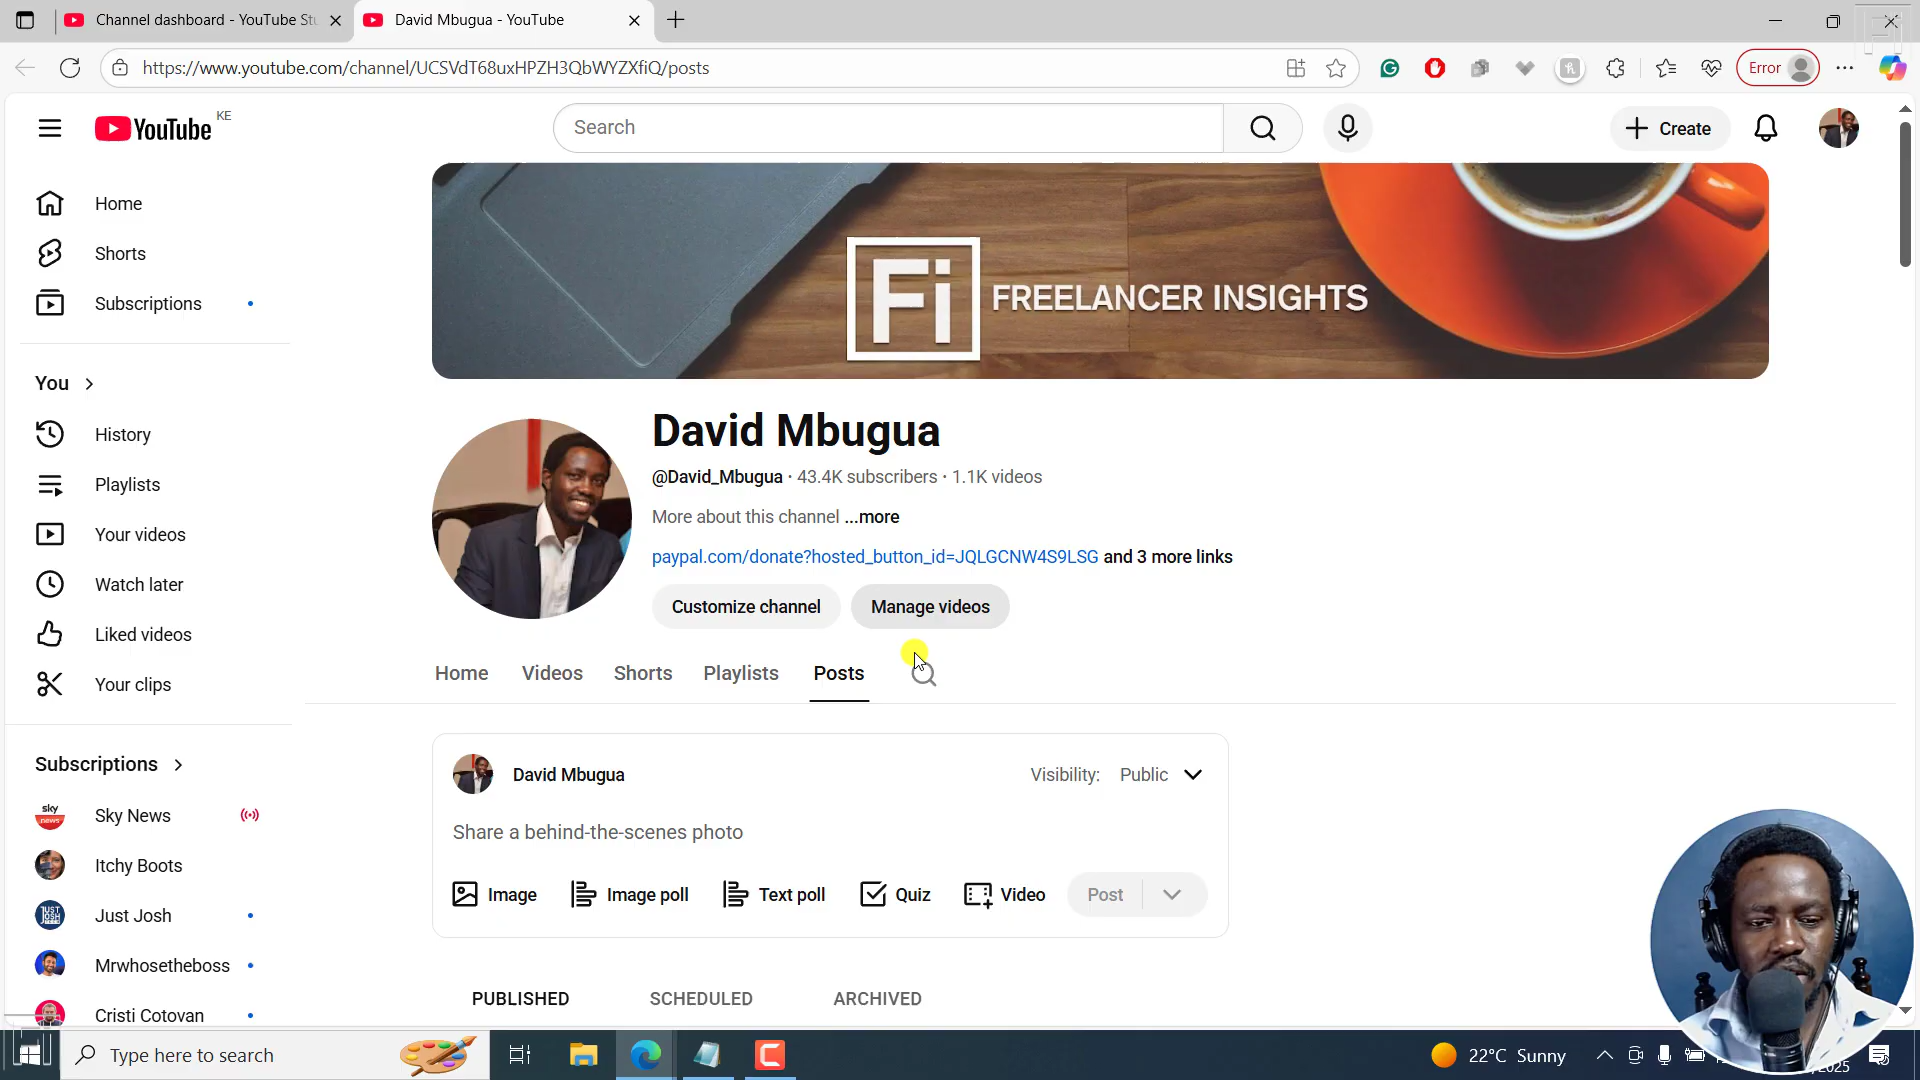 Channel dashboard - YouTube Stu
David Mbugua - YouTube
https://www.youtube.com/channel/UCSVdT68uxHPZH3QbWYZXfiQ/posts
Error
YouTube KE
Search
Create
Home
Shorts
Subscriptions
You
History
Playlists
Your videos
Watch later
Liked videos
Your clips
Subscriptions
sky news
Sky News
Itchy Boots
JUST JOSH
Just Josh
Mrwhosetheboss
Cristi Cotovan
Fi FREELANCER INSIGHTS
David Mbugua
@David_Mbugua · 43.4K subscribers · 1.1K videos
More about this channel ...more
paypal.com/donate?hosted_button_id=JQLGCNW4S9LSG and 3 more links
Customize channel Manage videos
Home Videos Shorts Playlists Posts
David Mbugua Visibility: Public
Share a behind-the-scenes photo
Image Image poll Text poll Quiz Video Post
PUBLISHED SCHEDULED ARCHIVED
Type here to search
22°C Sunny